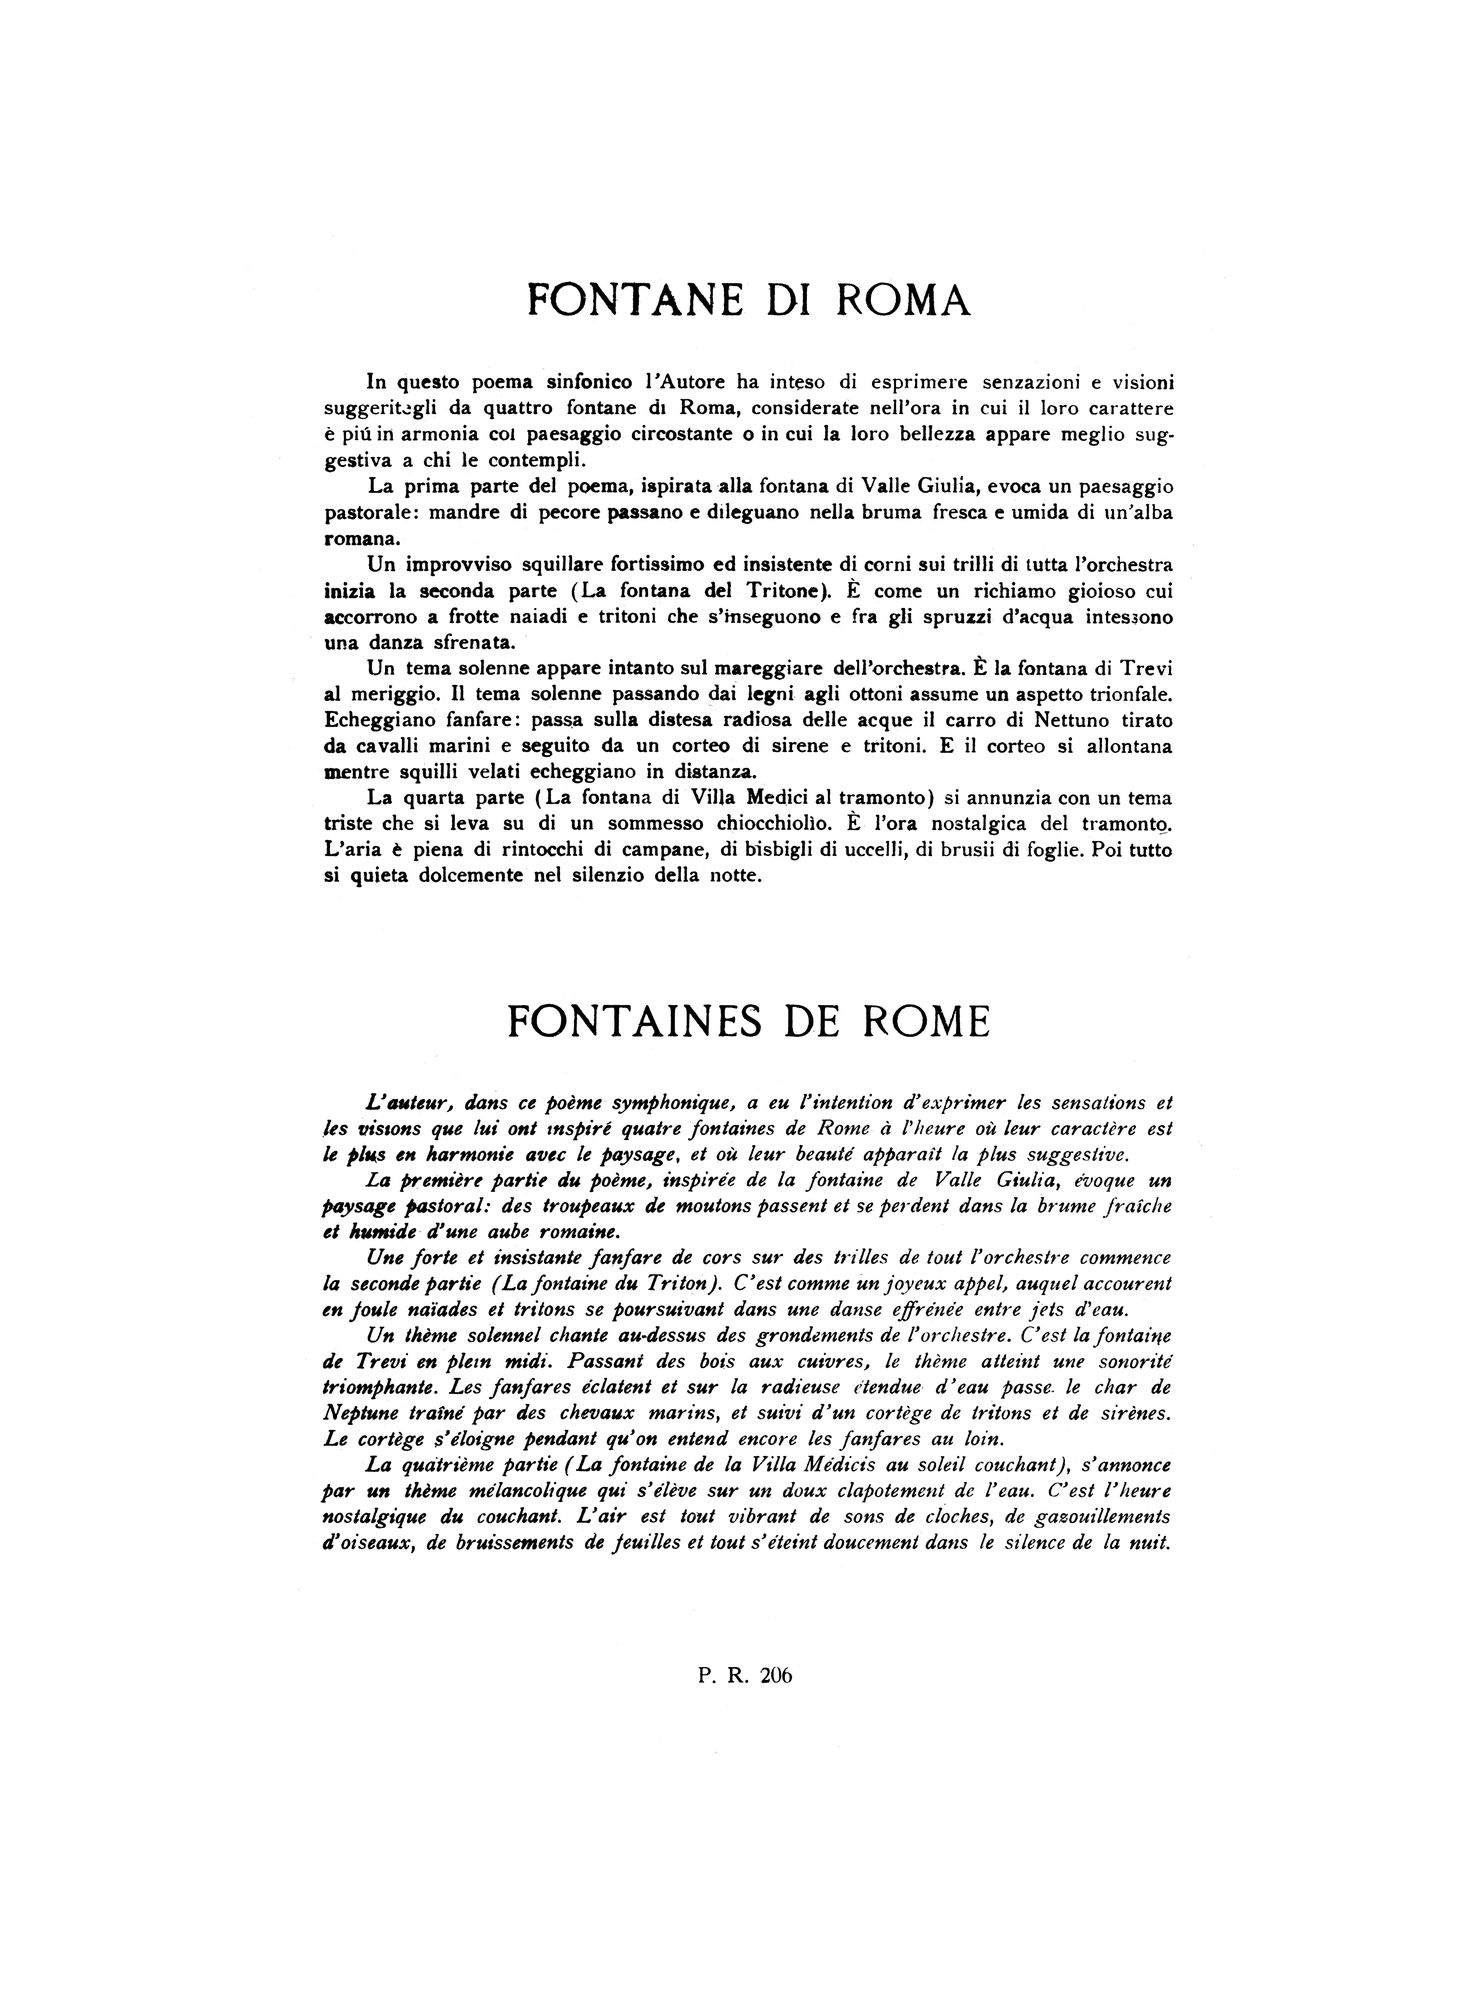 FONTANE DI ROMA
In questo poema sinfonico l'Autore ha inteso di esprimere senzazioni e visioni
suggeritegli da quattro fontane di Roma, considerate nell'ora in cui il loro carattere
è piú in armonia col paesaggio circostante o in cui la loro bellezza appare meglio sug-
gestiva a chi le contempli.
La prima parte del poema, ispirata alla fontana di Valle Giulia, evoca un paesaggio
pastorale: mandre di pecore passano e dileguano nella bruma fresca e umida di un'alba
romana.
Un improvviso squillare fortissimo ed insistente di corni sui trilli di tutta l'orchestra
inizia la seconda parte (La fontana del Tritone). È come un richiamo gioioso cui
accorrono a frotte naiadi e tritoni che s'inseguono e fra gli spruzzi d'acqua intessono
una danza sfrenata.
Un tema solenne appare intanto sul mareggiare dell'orchestra. È la fontana di Trevi
al meriggio. Il tema solenne passando dai legni agli ottoni assume un aspetto trionfale.
Echeggiano fanfare: passa sulla distesa radiosa delle acque il carro di Nettuno tirato
da cavalli marini e seguito da un corteo di sirene e tritoni. E il corteo si allontana
mentre squilli velati echeggiano in distanza.
La quarta parte (La fontana di Villa Medici al tramonto) si annunzia con un tema
triste che si leva su di un sommesso chiocchiolìo. È l'ora nostalgica del tramonto.
L'aria è piena di rintocchi di campane, di bisbigli di uccelli, di brusii di foglie. Poi tutto
si quieta dolcemente nel silenzio della notte.
FONTAINES DE ROME
L'auteur, dans ce poème symphonique, a eu l'intention d'exprimer les sensations et
les visions que lui ont inspiré quatre fontaines de Rome à l'heure où leur caractère est
le plus en harmonie avec le paysage, et où leur beauté apparaît la plus suggestive.
La première partie du poème, inspirée de la fontaine de Valle Giulia, évoque un
paysage pastoral: des troupeaux de moutons passent et se perdent dans la brume fraîche
et humide d'une aube romaine.
Une forte et insistante fanfare de cors sur des trilles de tout l'orchestre commence
la seconde partie (La fontaine du Triton). C'est comme un joyeux appel, auquel accourent
en foule naïades et tritons se poursuivant dans une danse effrénée entre jets d'eau.
Un thème solennel chante au-dessus des grondements de l'orchestre. C'est la fontaine
de Trevi en plein midi. Passant des bois aux cuivres, le thème atteint une sonorité
triomphante. Les fanfares éclatent et sur la radieuse étendue d'eau passe le char de
Neptune traîné par des chevaux marins, et suivi d'un cortège de tritons et de sirènes.
Le cortège s'éloigne pendant qu'on entend encore les fanfares au loin.
La quatrième partie (La fontaine de la Villa Médicis au soleil couchant), s'annonce
par un thème mélancolique qui s'élève sur un doux clapotement de l'eau. C'est l'heure
nostalgique du couchant. L'air est tout vibrant de sons de cloches, de gazouillements
d'oiseaux, de bruissements de feuilles et tout s'éteint doucement dans le silence de la nuit.
P. R. 206